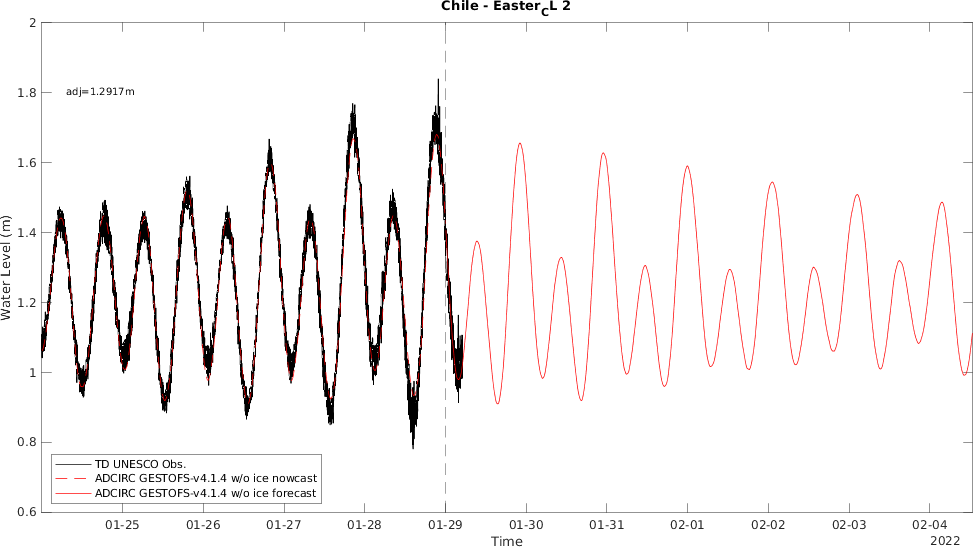 Chile - Easter_CL 2
2
1.8
1.6
1.4
1.2
1
0.8
0.6
Water Level (m)
adj=1.2917m
TD UNESCO Obs.
ADCIRC GESTOFS-v4.1.4 w/o ice nowcast
ADCIRC GESTOFS-v4.1.4 w/o ice forecast
01-25 01-26 01-27 01-28 01-29 01-30 01-31 02-01 02-02 02-03 02-04
Time
2022